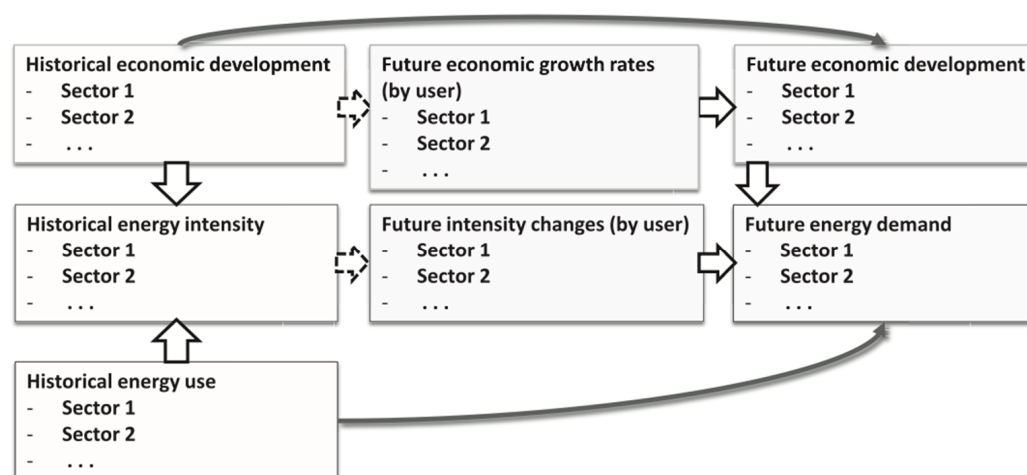 Historical economic development
- Sector 1
- Sector 2
- ...
Future economic growth rates
(by user)
- Sector 1
- Sector 2
- ...
Future economic development
- Sector 1
- Sector 2
- ...
Historical energy intensity
- Sector 1
- Sector 2
- ...
Future intensity changes (by user)
- Sector 1
- Sector 2
- ...
Future energy demand
- Sector 1
- Sector 2
- ...
Historical energy use
- Sector 1
- Sector 2
- ...